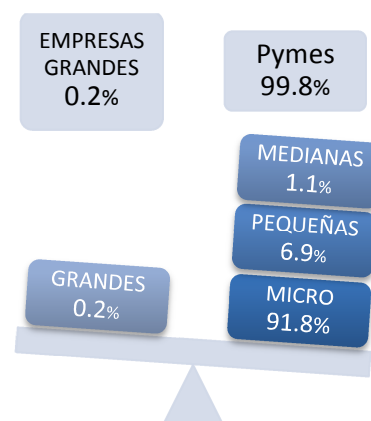 EMPRESAS
GRANDES
0.2%
Pymes
99.8%
MEDIANAS
1.1%
PEQUEÑAS
6.9%
GRANDES
0.2%
MICRO
91.8%